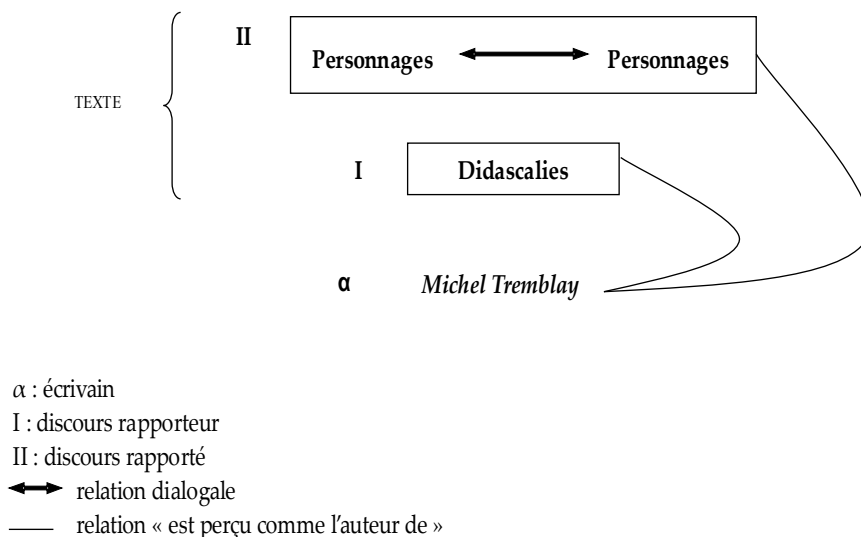 II
Personnages Personnages
TEXTE
I Didascalies
α Michel Tremblay
α : écrivain
I : discours rapporteur
II : discours rapporté
relation dialogale
relation « est perçu comme l'auteur de »